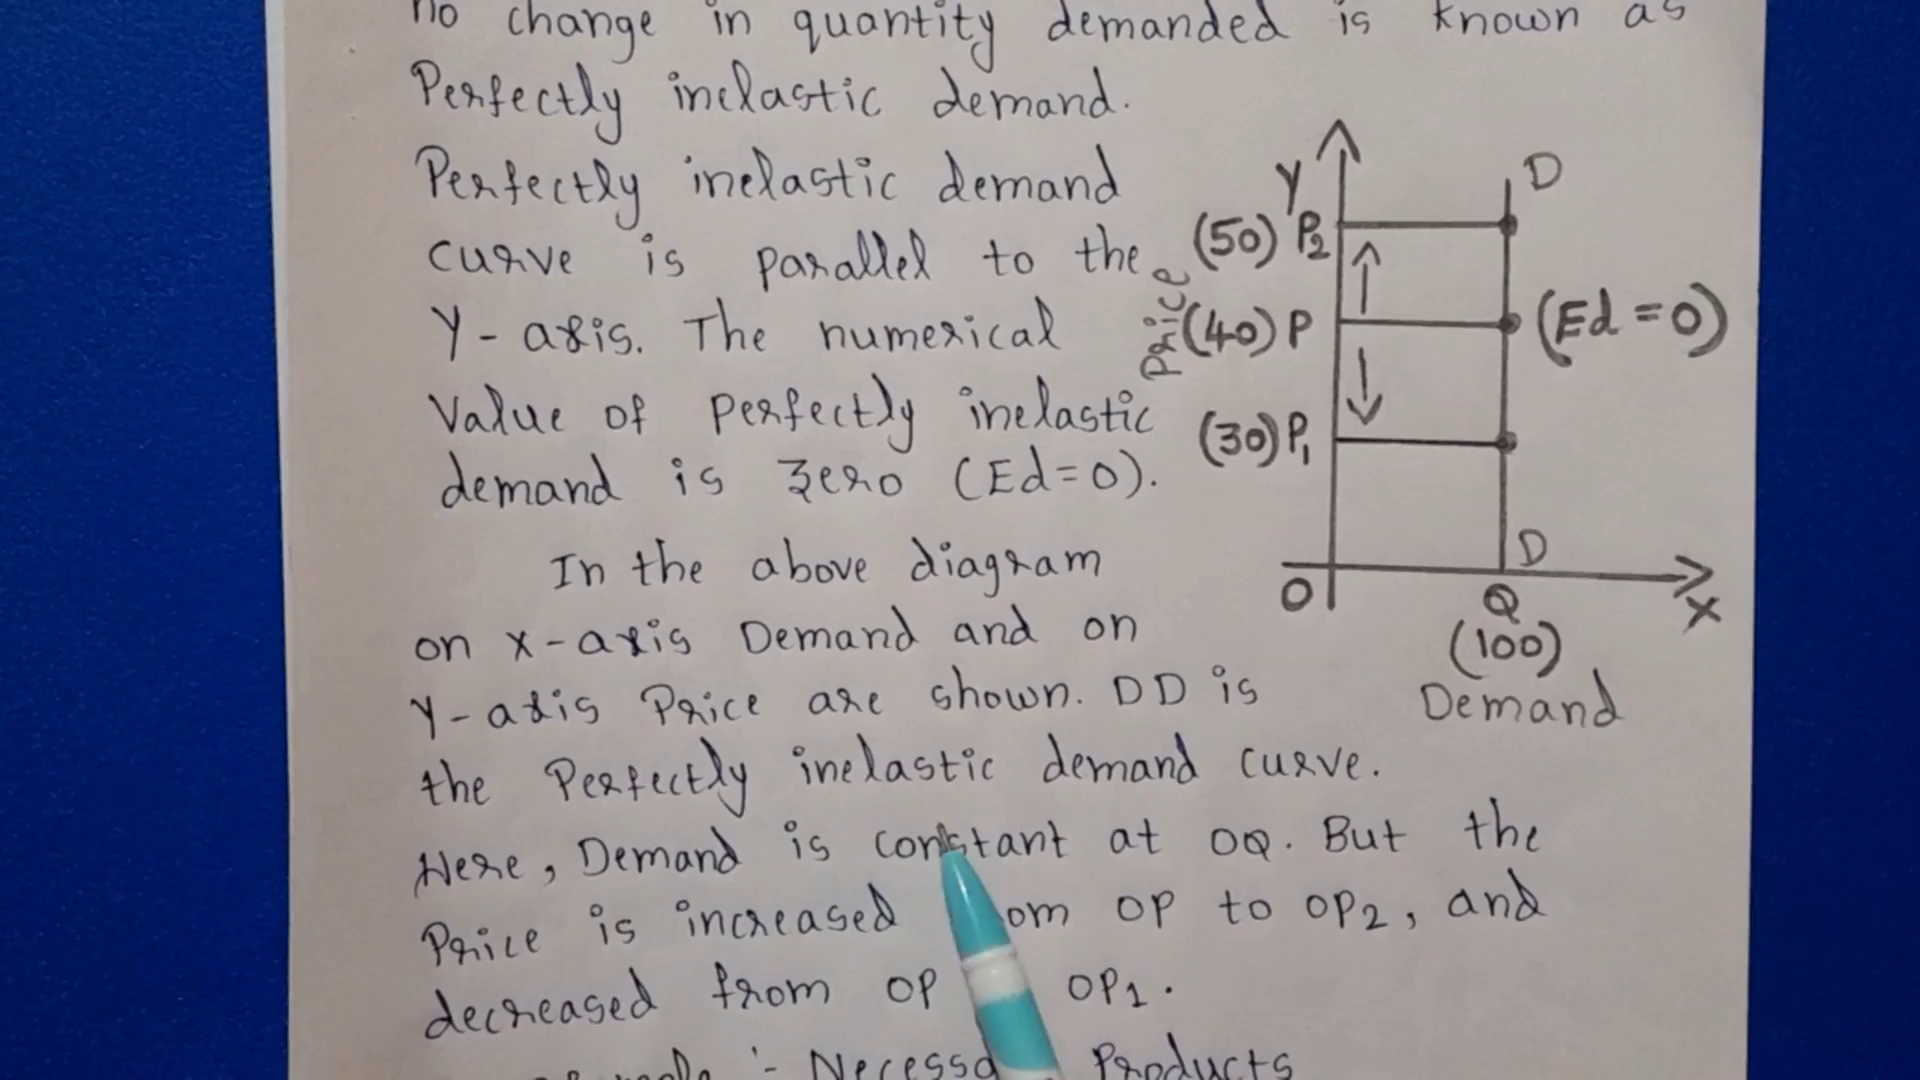 no change in quantity demanded is known as
Perfectly inelastic demand.
Perfectly inelastic demand
curve is parallel to the
Y-axis. The numerical
Value of perfectly inelastic
demand is zero (Ed=0).
In the above diagram
on x-axis Demand and on
Y-axis Price are shown. DD is
the Perfectly inelastic demand curve.
Here, Demand is constant at OQ. But the
Price is increased om OP to OP2, and
decreased from OP OP1.
:- Necessa Products
Y
D
(50) P2
Price
(40) P
(Ed=0)
(30) P1
D
O
Q
X
(100)
Demand